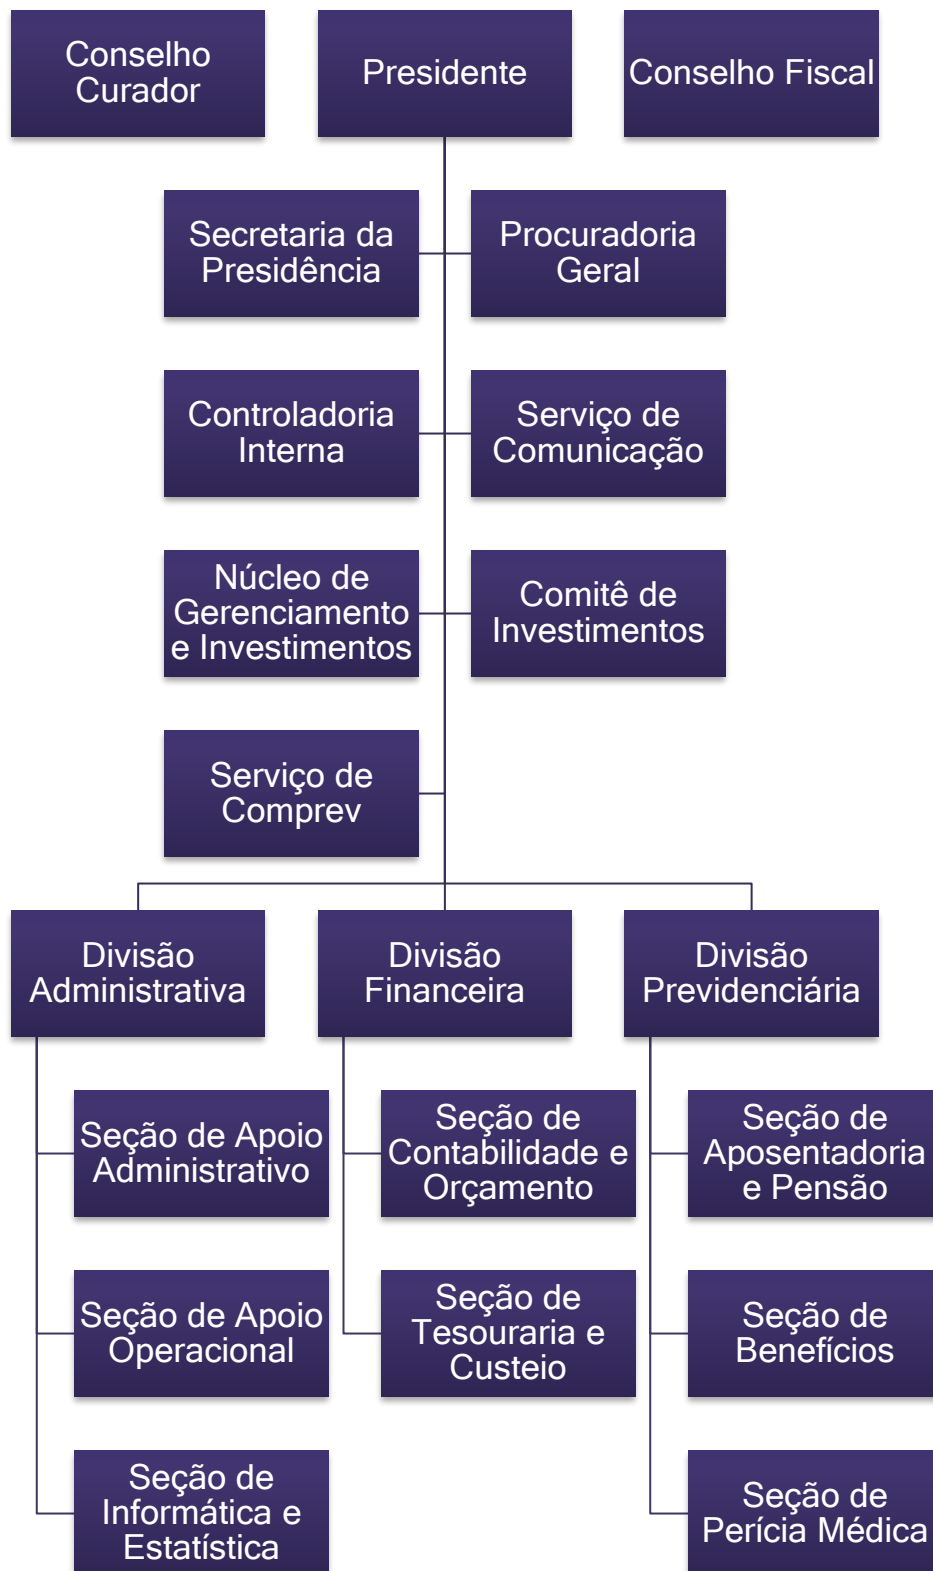 Conselho
Curador
Presidente
Conselho Fiscal
Secretaria da
Presidência
Procuradoria
Geral
Controladoria
Interna
Serviço de
Comunicação
Núcleo de
Gerenciamento
e Investimentos
Comitê de
Investimentos
Serviço de
Comprev
Divisão
Administrativa
Divisão
Financeira
Divisão
Previdenciária
Seção de Apoio
Administrativo
Seção de
Contabilidade e
Orçamento
Seção de
Aposentadoria
e Pensão
Seção de Apoio
Operacional
Seção de
Tesouraria e
Custeio
Seção de
Benefícios
Seção de
Informática e
Estatística
Seção de
Perícia Médica